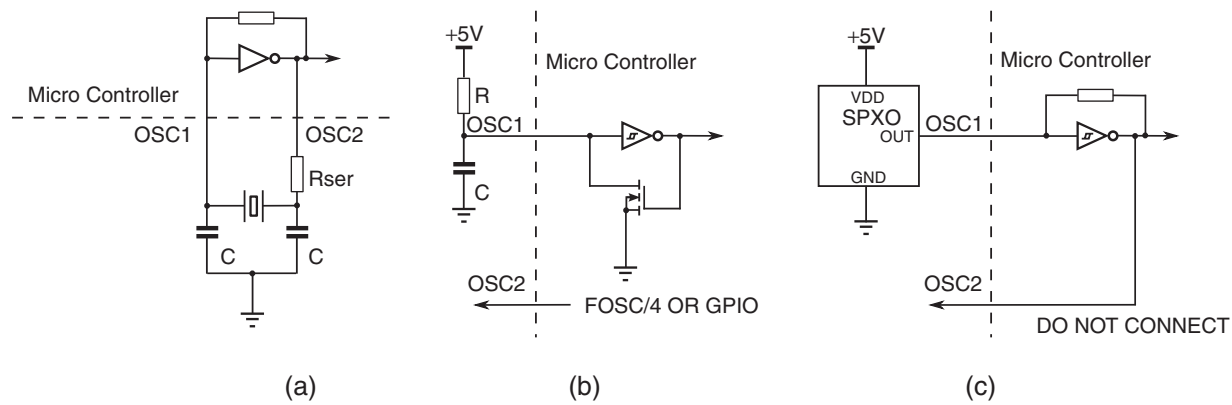 Micro Controller
OSC1
OSC2
Rser
C
C
(a)
+5V
Micro Controller
R
OSC1
C
OSC2
FOSC/4 OR GPIO
(b)
+5V
Micro Controller
VDD
SPXO
OUT
OSC1
GND
OSC2
DO NOT CONNECT
(c)